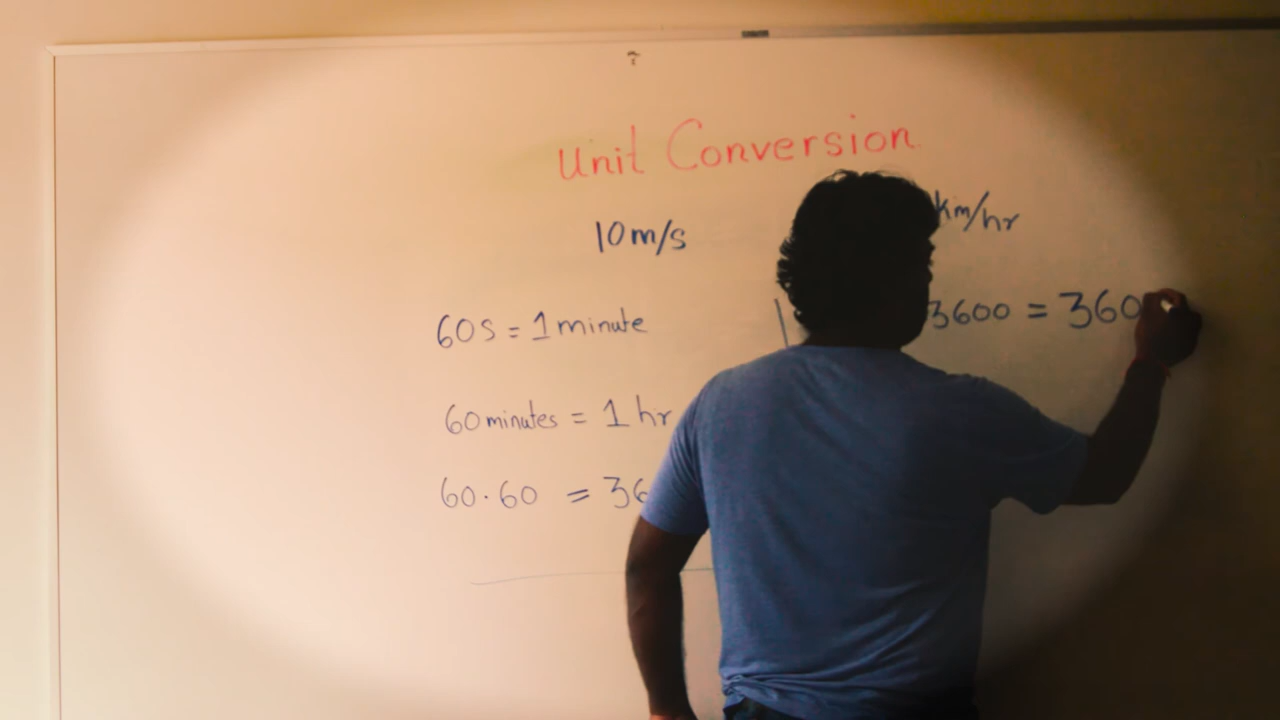 Unit Conversion
10m/s km/hr
60s = 1 minute
3600 = 360
60 minutes = 1 hr
60.60 = 36